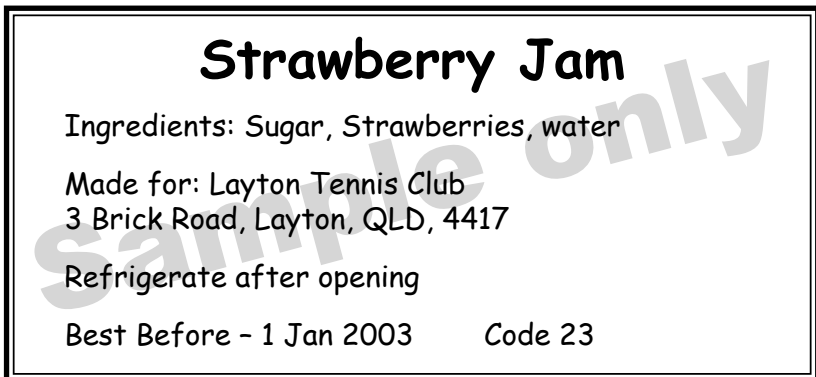 Strawberry Jam
Ingredients: Sugar, Strawberries, water
Made for: Layton Tennis Club
3 Brick Road, Layton, QLD, 4417
Refrigerate after opening
Best Before – 1 Jan 2003 Code 23
Sample only